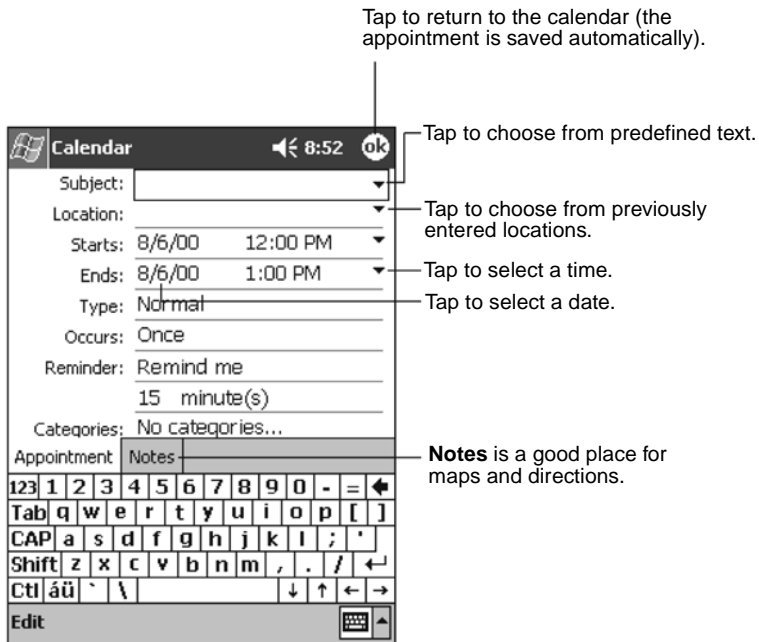 Tap to return to the calendar (the
appointment is saved automatically).
Calendar 8:52 ok
Tap to choose from predefined text.
Subject:
Location:
Tap to choose from previously
entered locations.
Starts: 8/6/00 12:00 PM
Ends: 8/6/00 1:00 PM
Tap to select a time.
Tap to select a date.
Type: Normal
Occurs: Once
Reminder: Remind me
15 minute(s)
Categories: No categories...
Appointment Notes
Notes is a good place for
maps and directions.
123 1 2 3 4 5 6 7 8 9 0 - = 🡸
Tab q w e r t y u i o p [ ]
CAP a s d f g h j k l ; '
Shift z x c v b n m , . / ↵
Ctl áü ` \ ↓ ↑ ← →
Edit